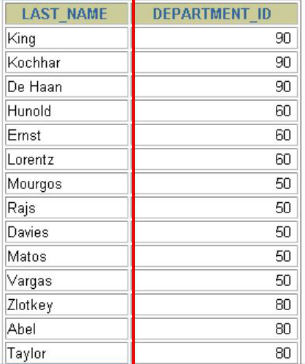 LAST_NAME DEPARTMENT_ID
King 90
Kochhar 90
De Haan 90
Hunold 60
Ernst 60
Lorentz 60
Mourgos 50
Rajs 50
Davies 50
Matos 50
Vargas 50
Zlotkey 80
Abel 80
Taylor 80